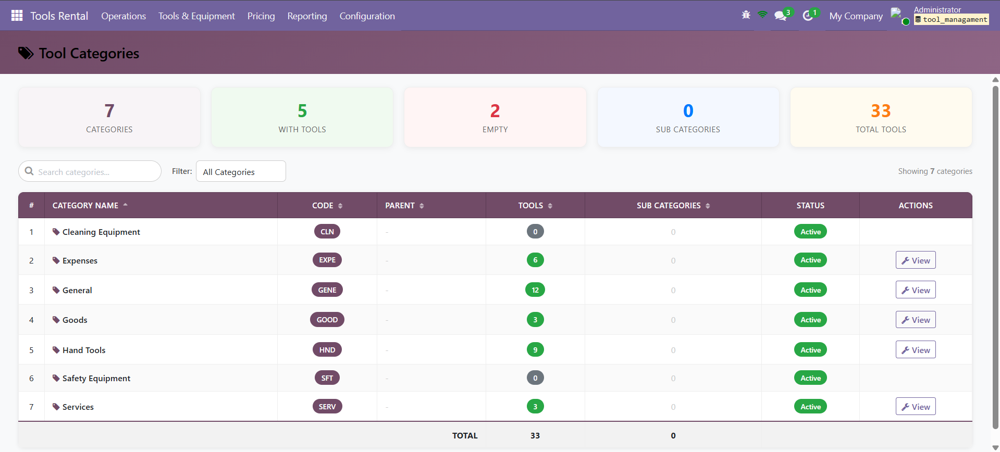 Tools Rental Operations Tools & Equipment Pricing Reporting Configuration 3 1 My Company Administrator
tool_managament
Tool Categories
7 5 2 0 33
CATEGORIES WITH TOOLS EMPTY SUB CATEGORIES TOTAL TOOLS
Search categories... Filter: All Categories Showing 7 categories
# CATEGORY NAME CODE PARENT TOOLS SUB CATEGORIES STATUS ACTIONS
1 Cleaning Equipment CLN - 0 0 Active
2 Expenses EXPE - 6 0 Active View
3 General GENE - 12 0 Active View
4 Goods GOOD - 3 0 Active View
5 Hand Tools HND - 9 0 Active View
6 Safety Equipment SFT - 0 0 Active
7 Services SERV - 3 0 Active View
TOTAL 33 0